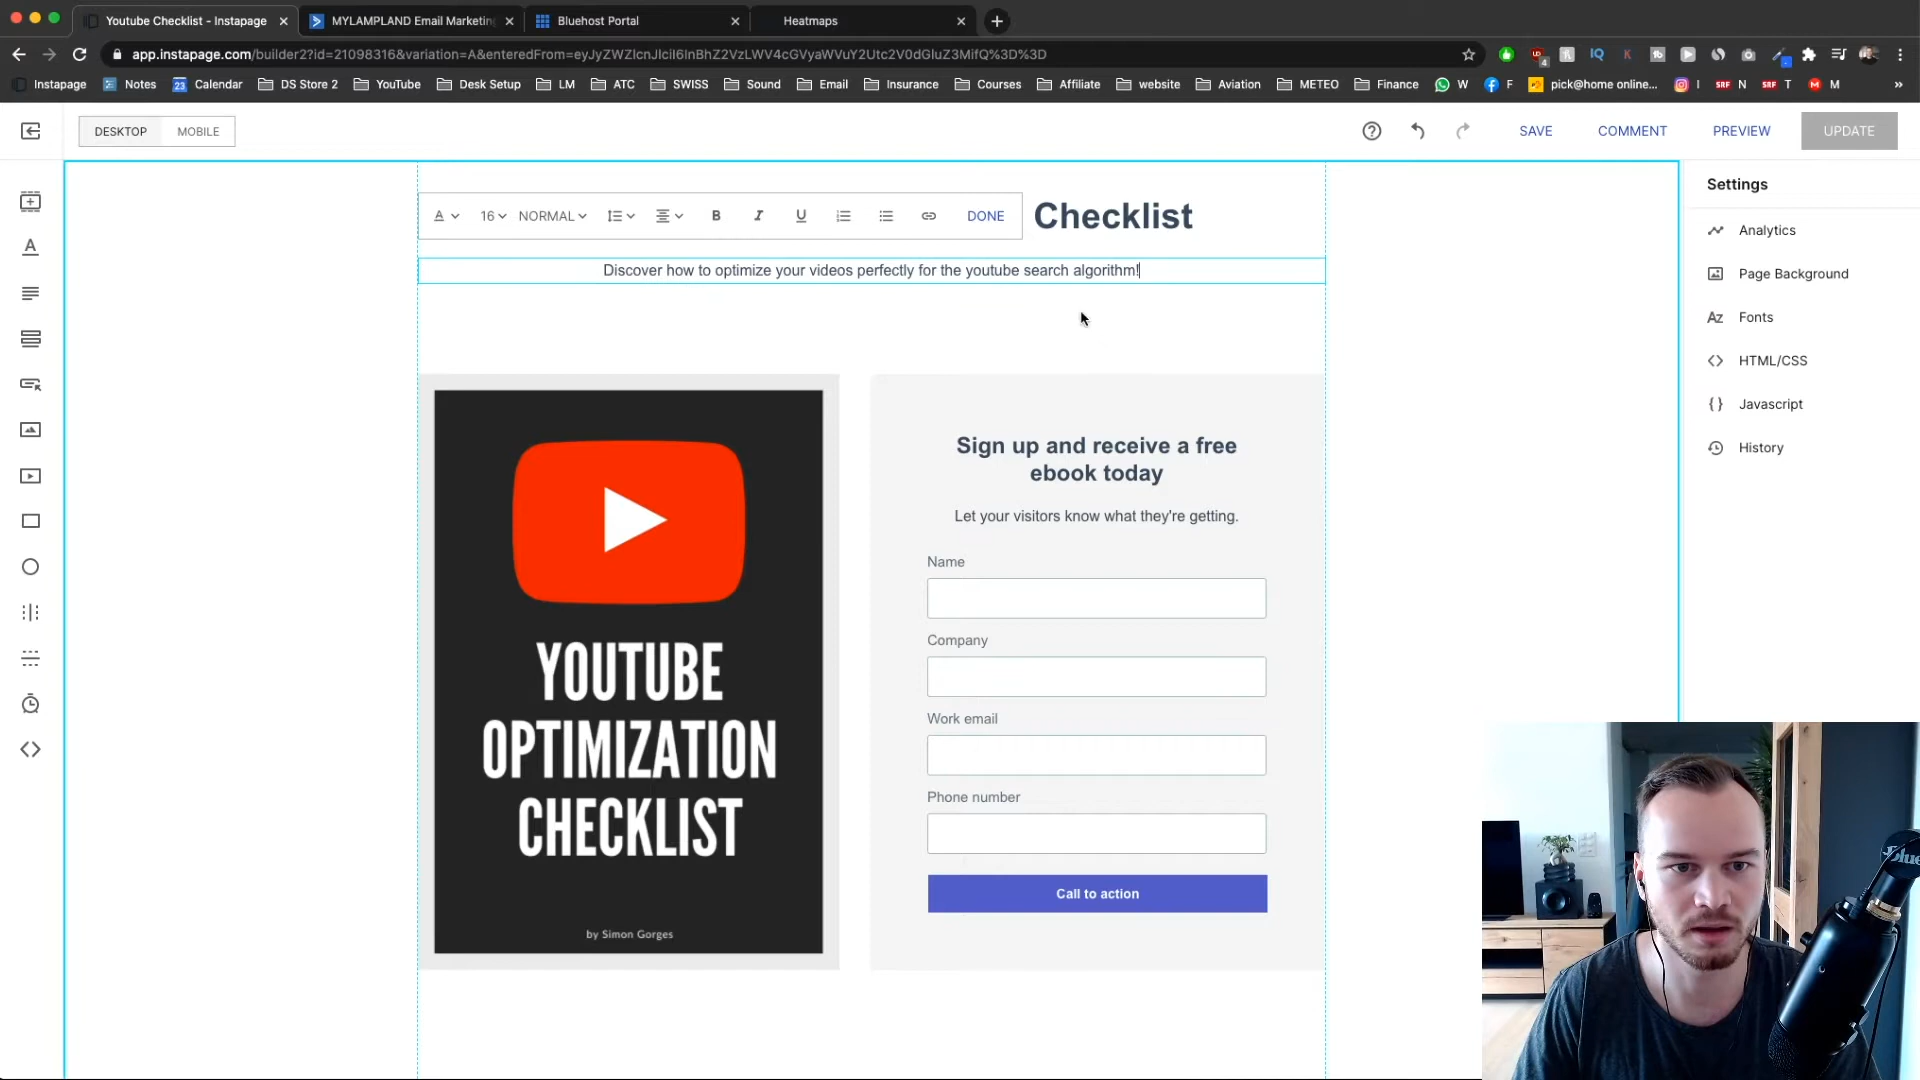 Youtube Checklist - Instapage
MYLAMPLAND Email Marketing
Bluehost Portal
Heatmaps
app.instapage.com/builder2?id=21098316&variation=A&enteredFrom=
Instapage
Notes
Calendar
DS Store 2
YouTube
Desk Setup
LM
ATC
SWISS
Sound
Email
Insurance
Courses
Affiliate
website
Aviation
METEO
Finance
W
F
pick@home online...
I
SRF N
SRF T
M
DESKTOP
MOBILE
SAVE
COMMENT
PREVIEW
UPDATE
A
16
NORMAL
B
I
U
DONE
Checklist
Discover how to optimize your videos perfectly for the youtube search algorithm!
YOUTUBE
OPTIMIZATION
CHECKLIST
by Simon Gorges
Sign up and receive a free
ebook today
Let your visitors know what they're getting.
Name
Company
Work email
Phone number
Call to action
Settings
Analytics
Page Background
Fonts
HTML/CSS
Javascript
History
Blue